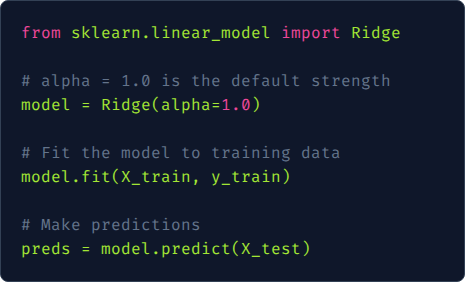 from sklearn.linear_model import Ridge
# alpha = 1.0 is the default strength
model = Ridge(alpha=1.0)
# Fit the model to training data
model.fit(X_train, y_train)
# Make predictions
preds = model.predict(X_test)